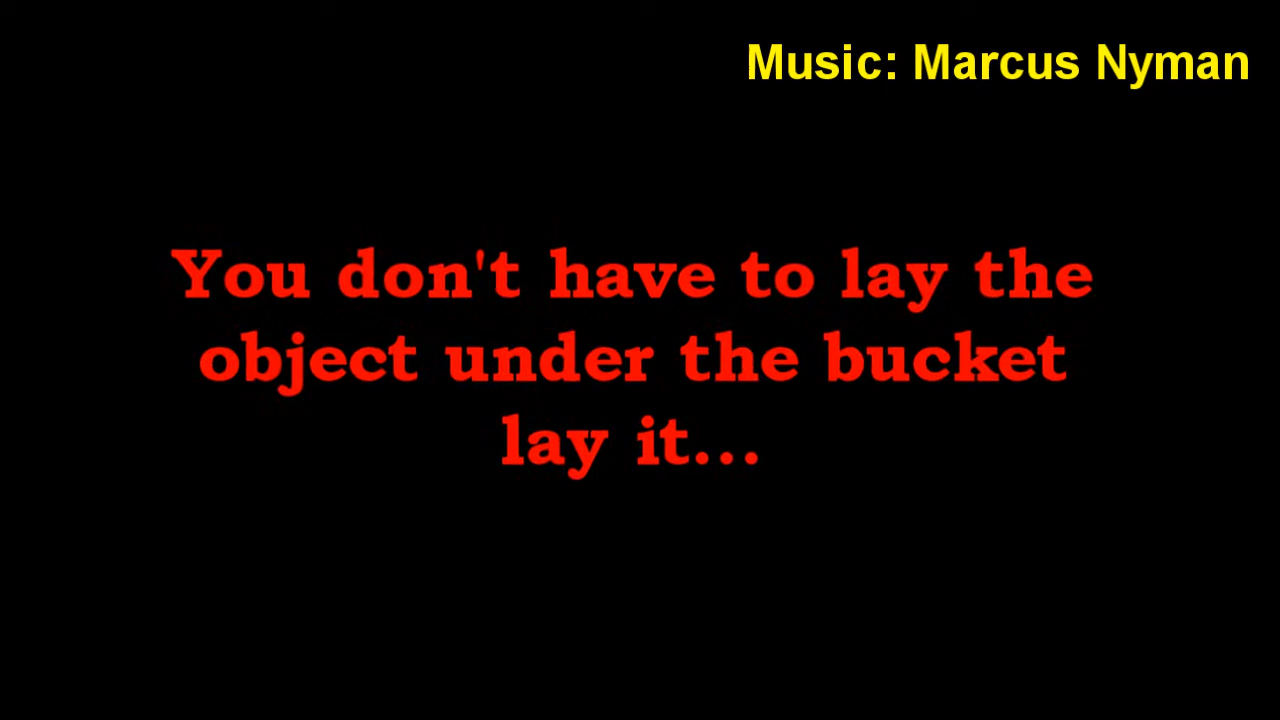 Music: Marcus Nyman
You don't have to lay the
object under the bucket
lay it...